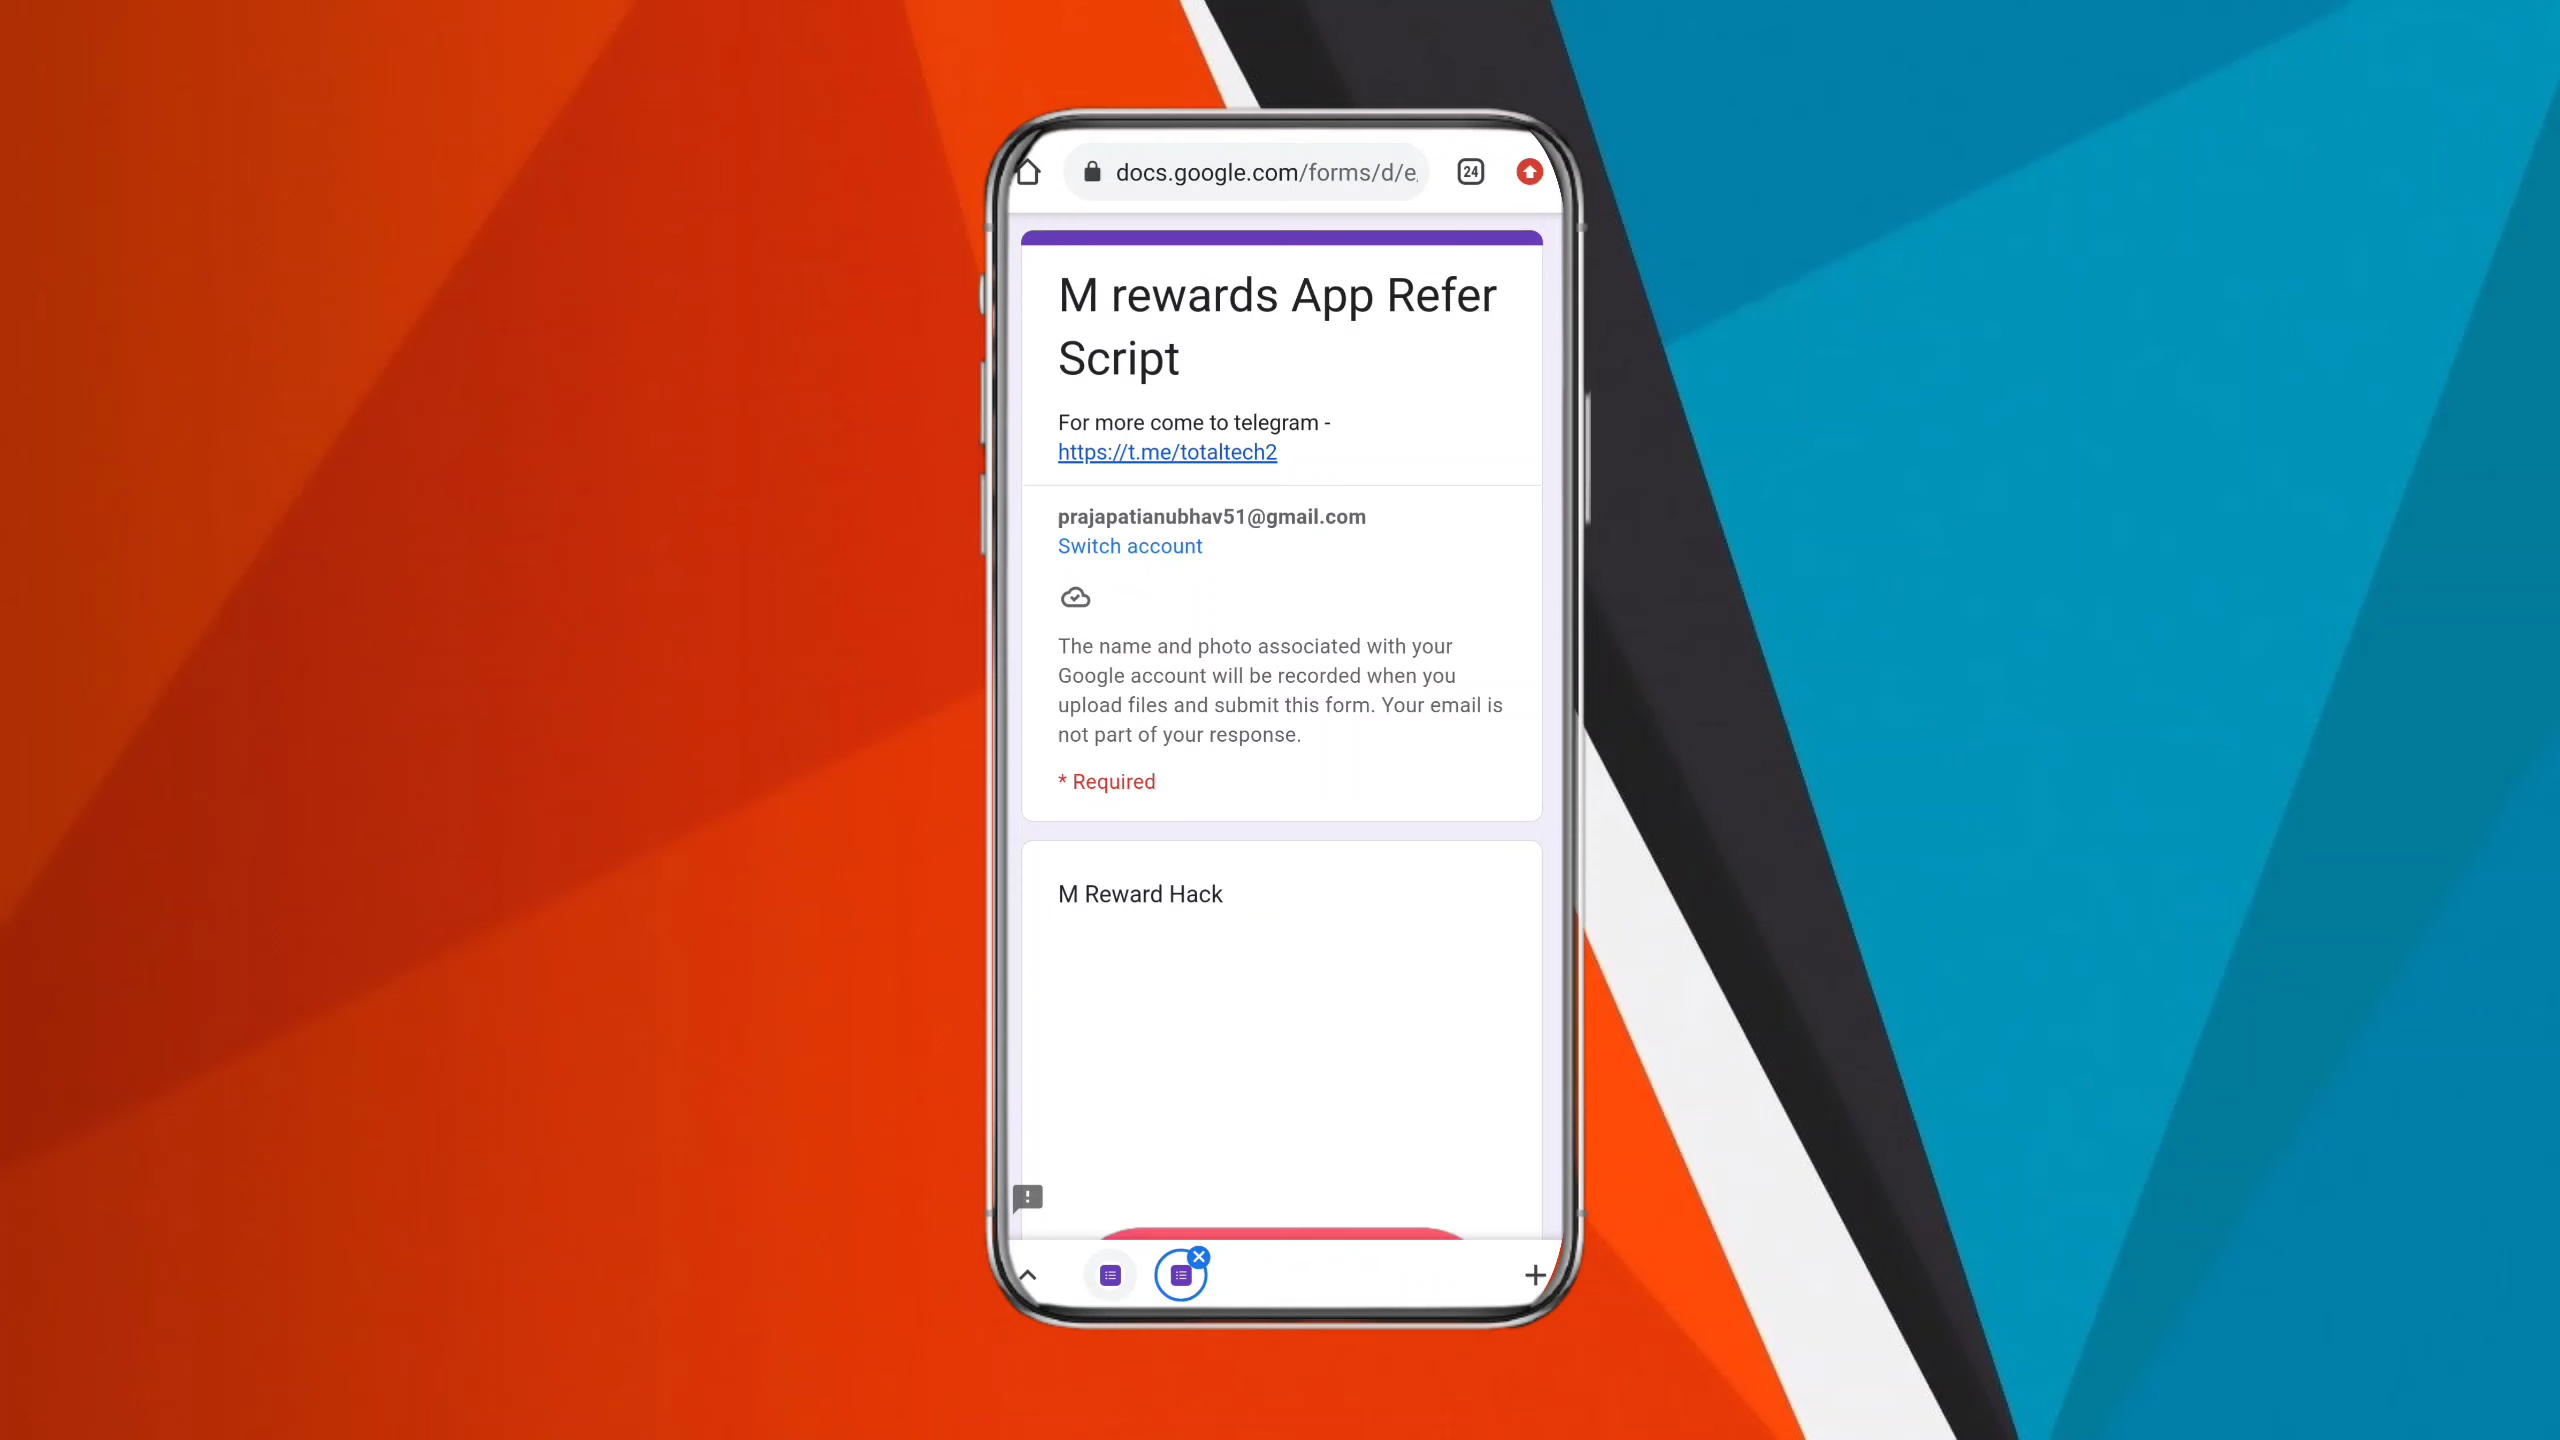 docs.google.com/forms/d/e
24
M rewards App Refer
Script
For more come to telegram -
https://t.me/totaltech2
prajapatianubhav51@gmail.com
Switch account
The name and photo associated with your
Google account will be recorded when you
upload files and submit this form. Your email is
not part of your response.
* Required
M Reward Hack